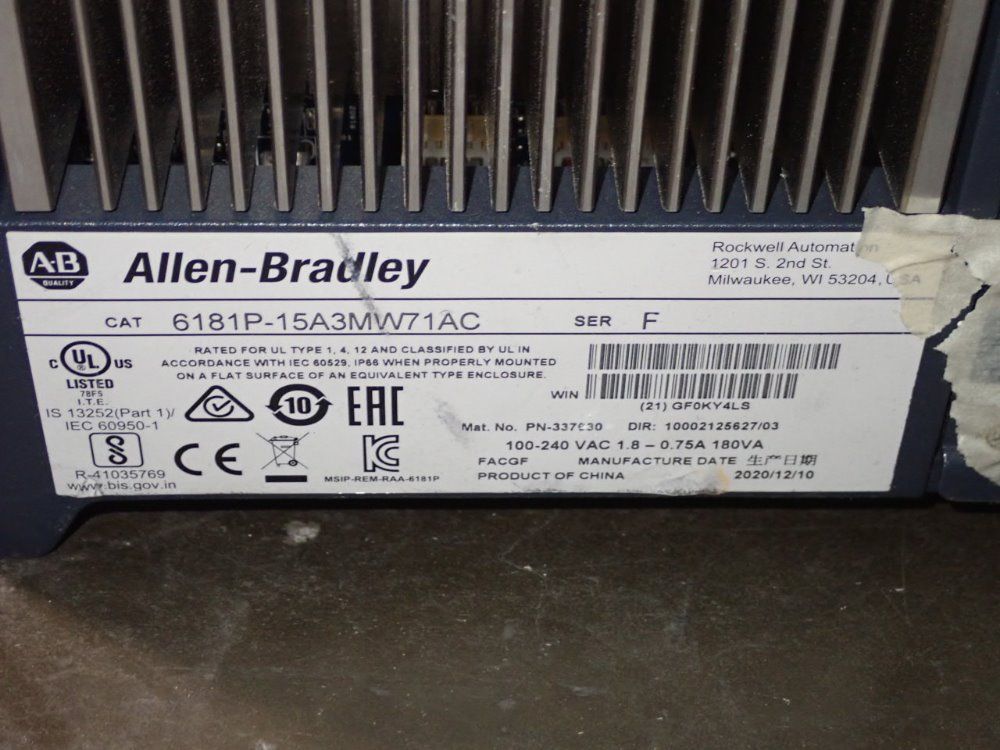 A·B
QUALITY
Allen-Bradley
Rockwell Automation
1201 S. 2nd St.
Milwaukee, WI 53204, USA
CAT 6181P-15A3MW71AC SER F
C UL US
LISTED
78F5
I.T.E.
RATED FOR UL TYPE 1, 4, 12 AND CLASSIFIED BY UL IN
ACCORDANCE WITH IEC 60529, IP66 WHEN PROPERLY MOUNTED
ON A FLAT SURFACE OF AN EQUIVALENT TYPE ENCLOSURE.
IS 13252(Part 1)/
IEC 60950-1
R-41035769
www.bis.gov.in
10
EAC
CE
MSIP-REM-RAA-6181P
WIN
(21) GF0KY4LS
Mat. No. PN-337630 DIR: 10002125627/03
100-240 VAC 1.8 – 0.75A 180VA
FACGF MANUFACTURE DATE 生产日期
PRODUCT OF CHINA 2020/12/10